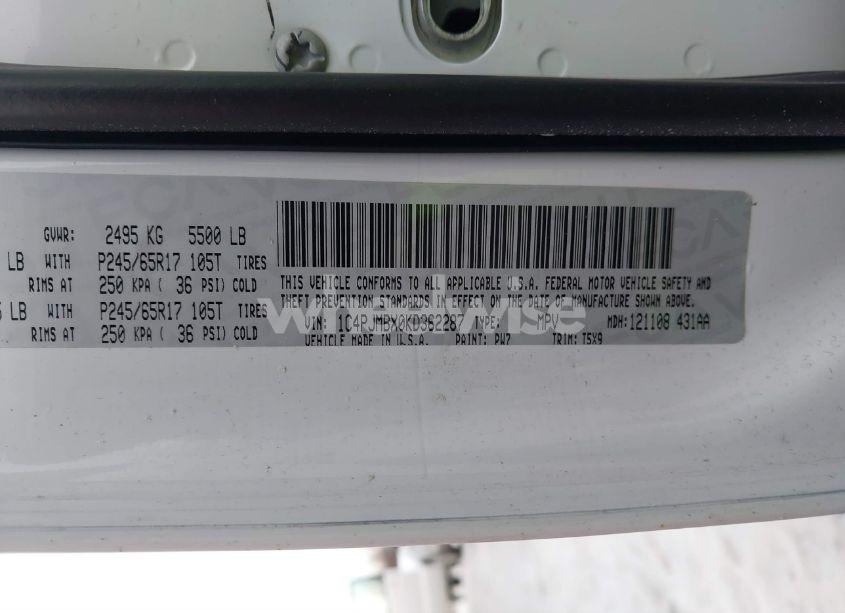 GVWR: 2495 KG 5500 LB
LB WITH P245/65R17 105T TIRES
RIMS AT 250 KPA ( 36 PSI) COLD
LB WITH P245/65R17 105T TIRES
RIMS AT 250 KPA ( 36 PSI) COLD
THIS VEHICLE CONFORMS TO ALL APPLICABLE U.S.A. FEDERAL MOTOR VEHICLE SAFETY AND
THEFT PREVENTION STANDARDS IN EFFECT ON THE DATE OF MANUFACTURE SHOWN ABOVE.
VIN: TYPE: MPV MDH: 121108 431AA
VEHICLE MADE IN U.S.A. PAINT: PW7 TRIM: T5X9
wheelwise